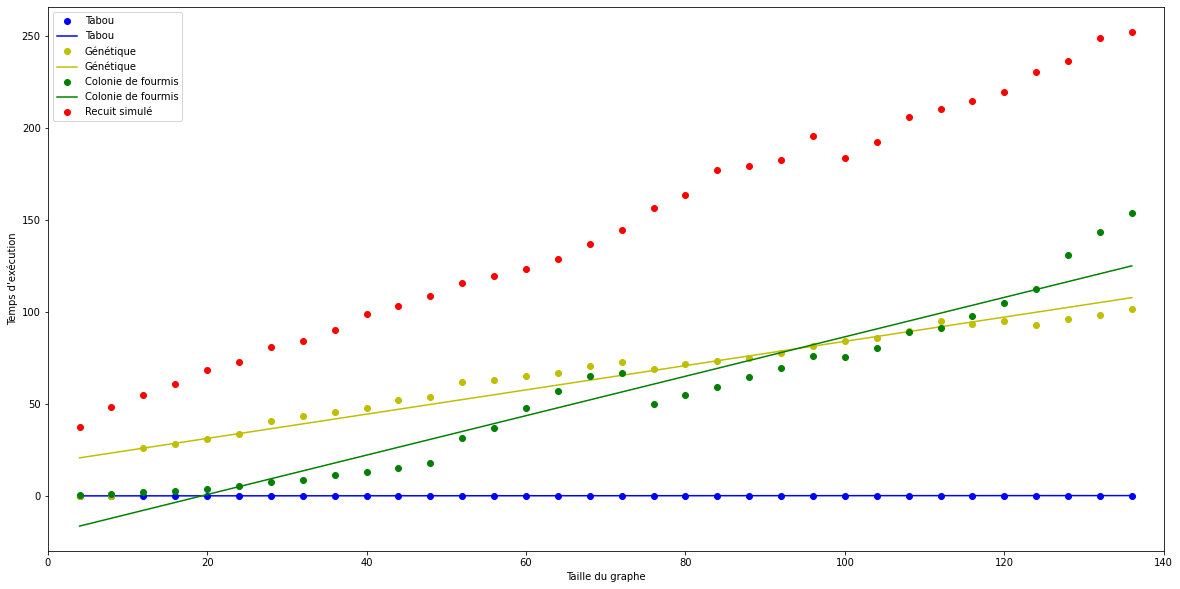 Tabou
Tabou
Génétique
Génétique
Colonie de fourmis
Colonie de fourmis
Recuit simulé
Temps d'exécution
250
200
150
100
50
0
0 20 40 60 80 100 120 140
Taille du graphe